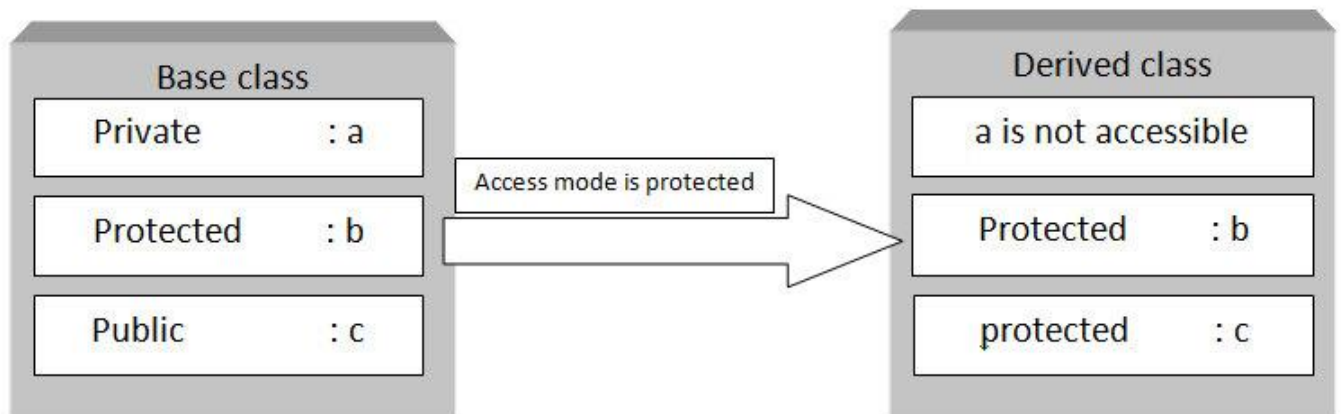 Base class
Private : a
Protected : b
Public : c
Access mode is protected
Derived class
a is not accessible
Protected : b
protected : c